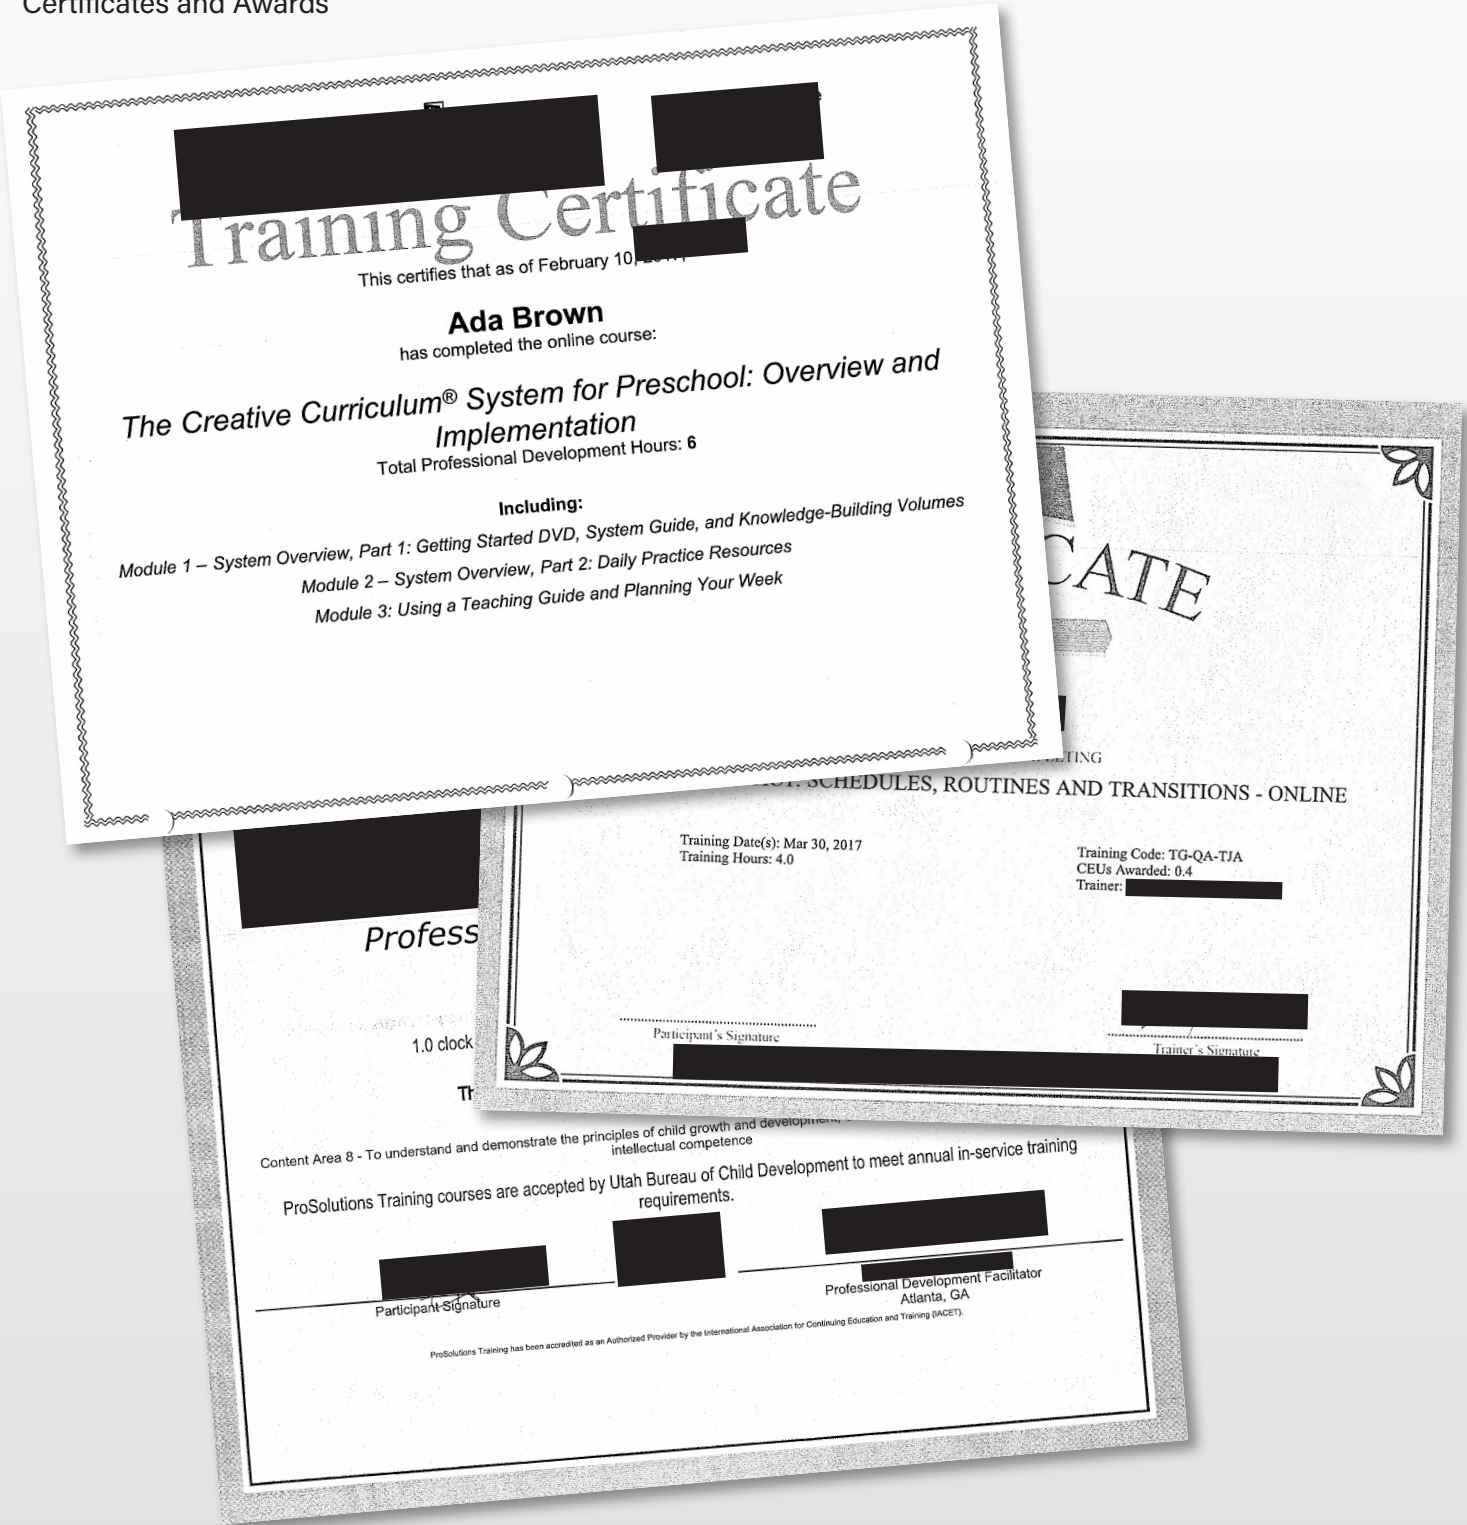 Certificates and Awards
Training Certificate
This certifies that as of February 10,
Ada Brown
has completed the online course:
The Creative Curriculum® System for Preschool: Overview and
Implementation
Total Professional Development Hours: 6
Including:
Module 1 – System Overview, Part 1: Getting Started DVD, System Guide, and Knowledge-Building Volumes
Module 2 – System Overview, Part 2: Daily Practice Resources
Module 3: Using a Teaching Guide and Planning Your Week
CATE
SCHEDULES, ROUTINES AND TRANSITIONS - ONLINE
Training Date(s): Mar 30, 2017
Training Hours: 4.0
Training Code: TG-QA-TJA
CEUs Awarded: 0.4
Trainer:
Participant's Signature
Trainer's Signature
Profess
1.0 clock
Th
Content Area 8 - To understand and demonstrate the principles of child growth and development,
intellectual competence
ProSolutions Training courses are accepted by Utah Bureau of Child Development to meet annual in-service training
requirements.
Participant Signature
Professional Development Facilitator
Atlanta, GA
ProSolutions Training has been accredited as an Authorized Provider by the International Association for Continuing Education and Training (IACET).